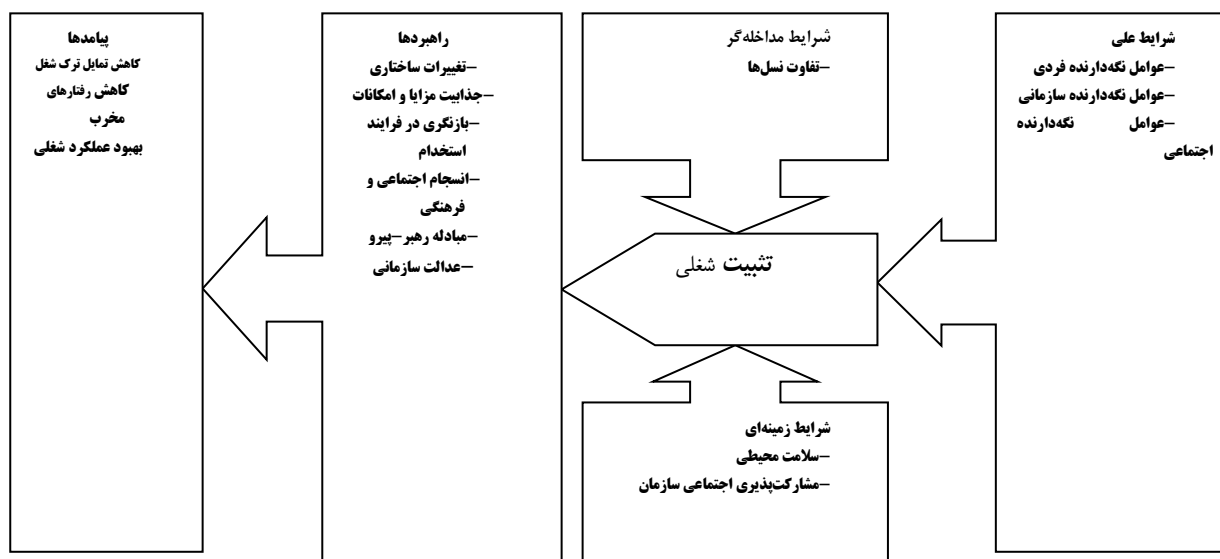 شرایط علی
–عوامل نگه‌دارنده فردی
–عوامل نگه‌دارنده سازمانی
–عوامل نگه‌دارنده
اجتماعی
شرایط مداخله‌گر
–تفاوت نسل‌ها
تثبیت شغلی
شرایط زمینه‌ای
–سلامت محیطی
–مشارکت‌پذیری اجتماعی سازمان
راهبردها
–تغییرات ساختاری
–جذابیت مزایا و امکانات
–بازنگری در فرایند
استخدام
–انسجام اجتماعی و
فرهنگی
–مبادله رهبر–پیرو
–عدالت سازمانی
پیامدها
کاهش تمایل ترک شغل
کاهش رفتارهای
مخرب
بهبود عملکرد شغلی